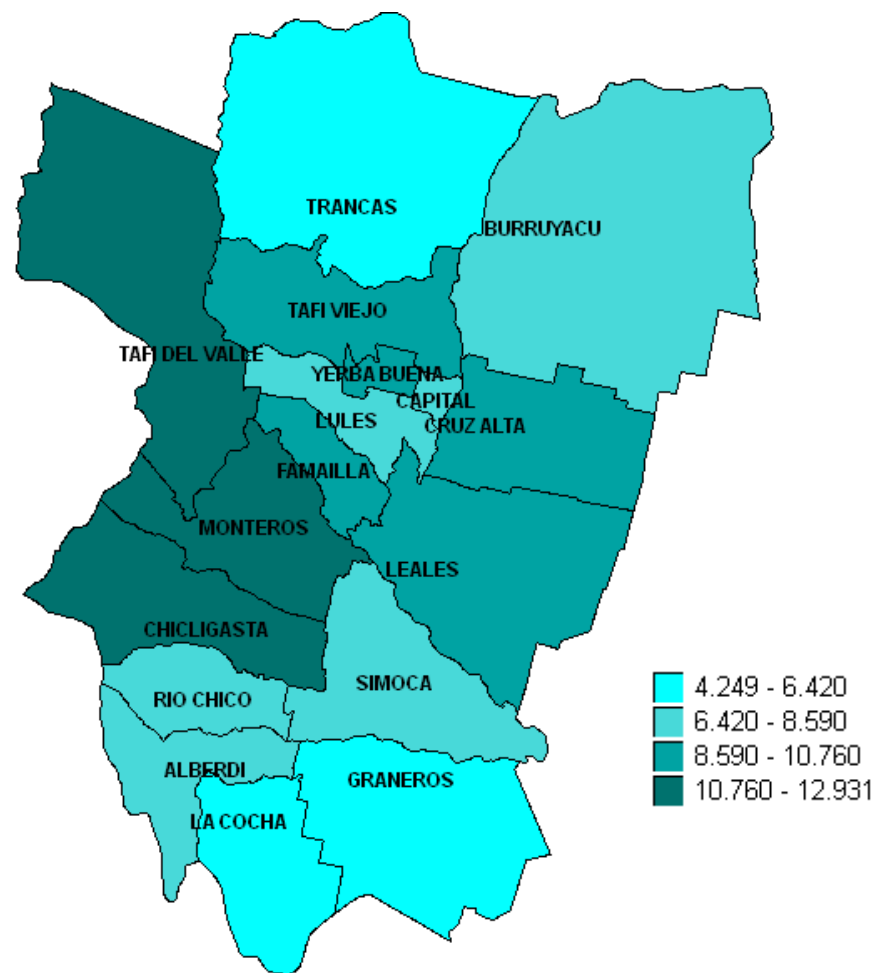 TRANCAS
BURRUYACU
TAFI VIEJO
TAFI DEL VALLE
YERBA BUENA
CAPITAL
LULES
CRUZ ALTA
FAMAILLA
MONTEROS
LEALES
CHICLIGASTA
SIMOCA
RIO CHICO
ALBERDI
GRANEROS
LA COCHA
4.249 - 6.420
6.420 - 8.590
8.590 - 10.760
10.760 - 12.931